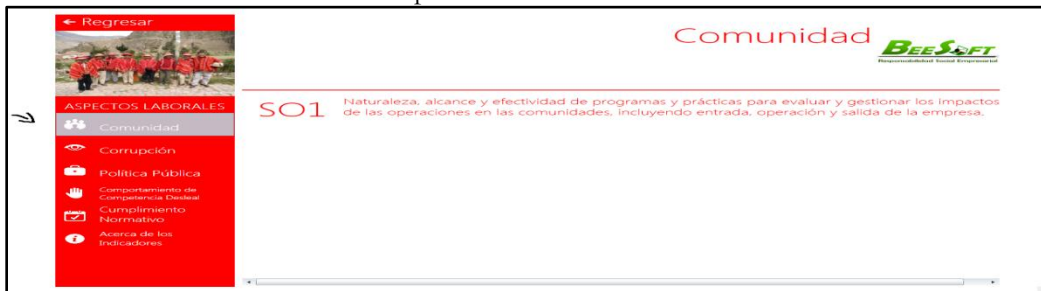 ← Regresar
Comunidad
BEESOFT
Responsabilidad Social Empresarial
ASPECTOS LABORALES
SO1
Naturaleza, alcance y efectividad de programas y prácticas para evaluar y gestionar los impactos
de las operaciones en las comunidades, incluyendo entrada, operación y salida de la empresa.
Comunidad
Corrupción
Política Pública
Comportamiento de
Competencia Desleal
Cumplimiento
Normativo
Acerca de los
Indicadores